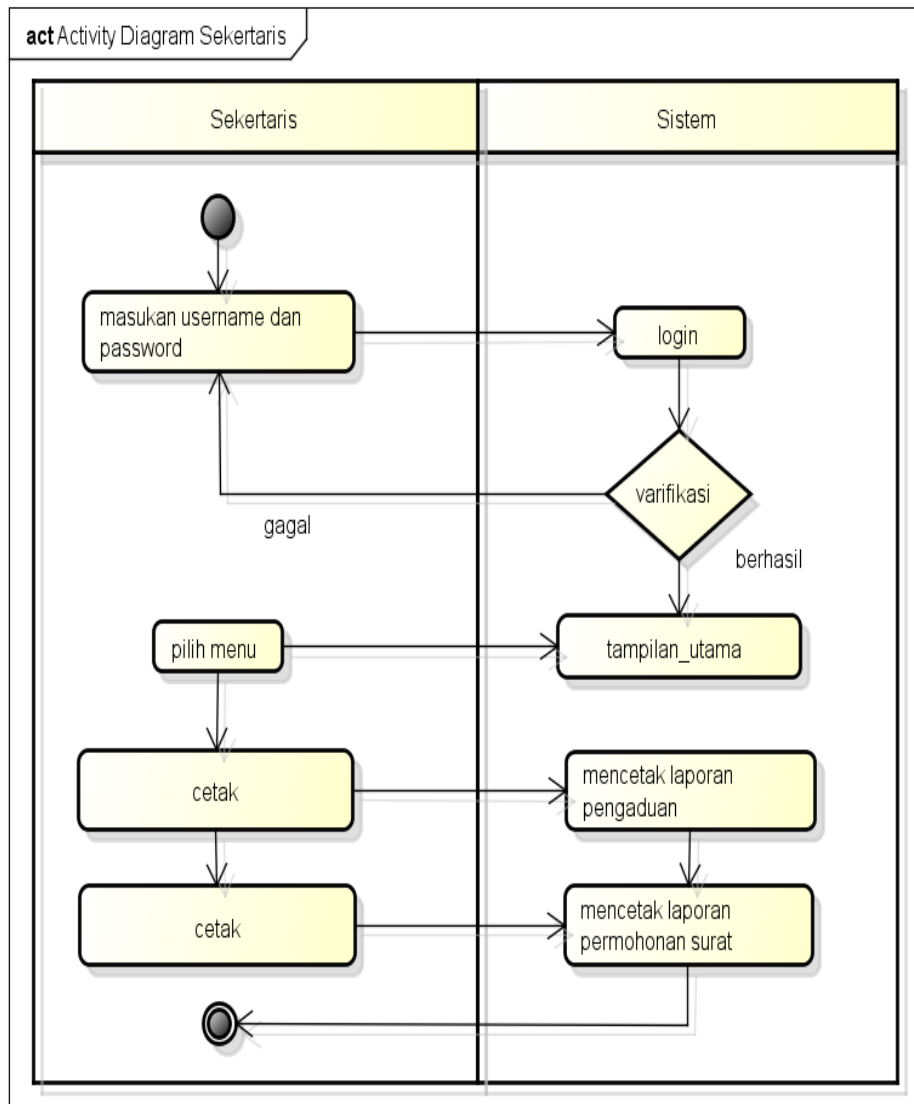 act Activity Diagram Sekertaris
Sekertaris
Sistem
masukan username dan
password
login
varifikasi
gagal
berhasil
pilih menu
tampilan_utama
cetak
mencetak laporan
pengaduan
cetak
mencetak laporan
permohonan surat